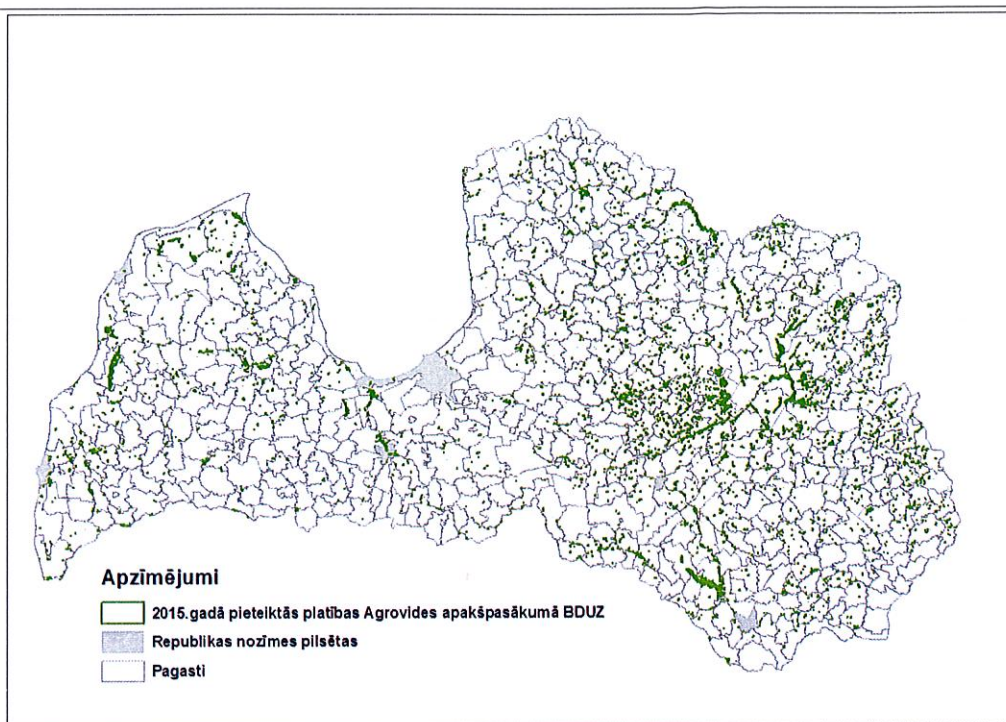 Apzīmējumi
2015.gadā pieteiktās platības Agrovides apakšpasākumā BDUZ
Republikas nozīmes pilsētas
Pagasti